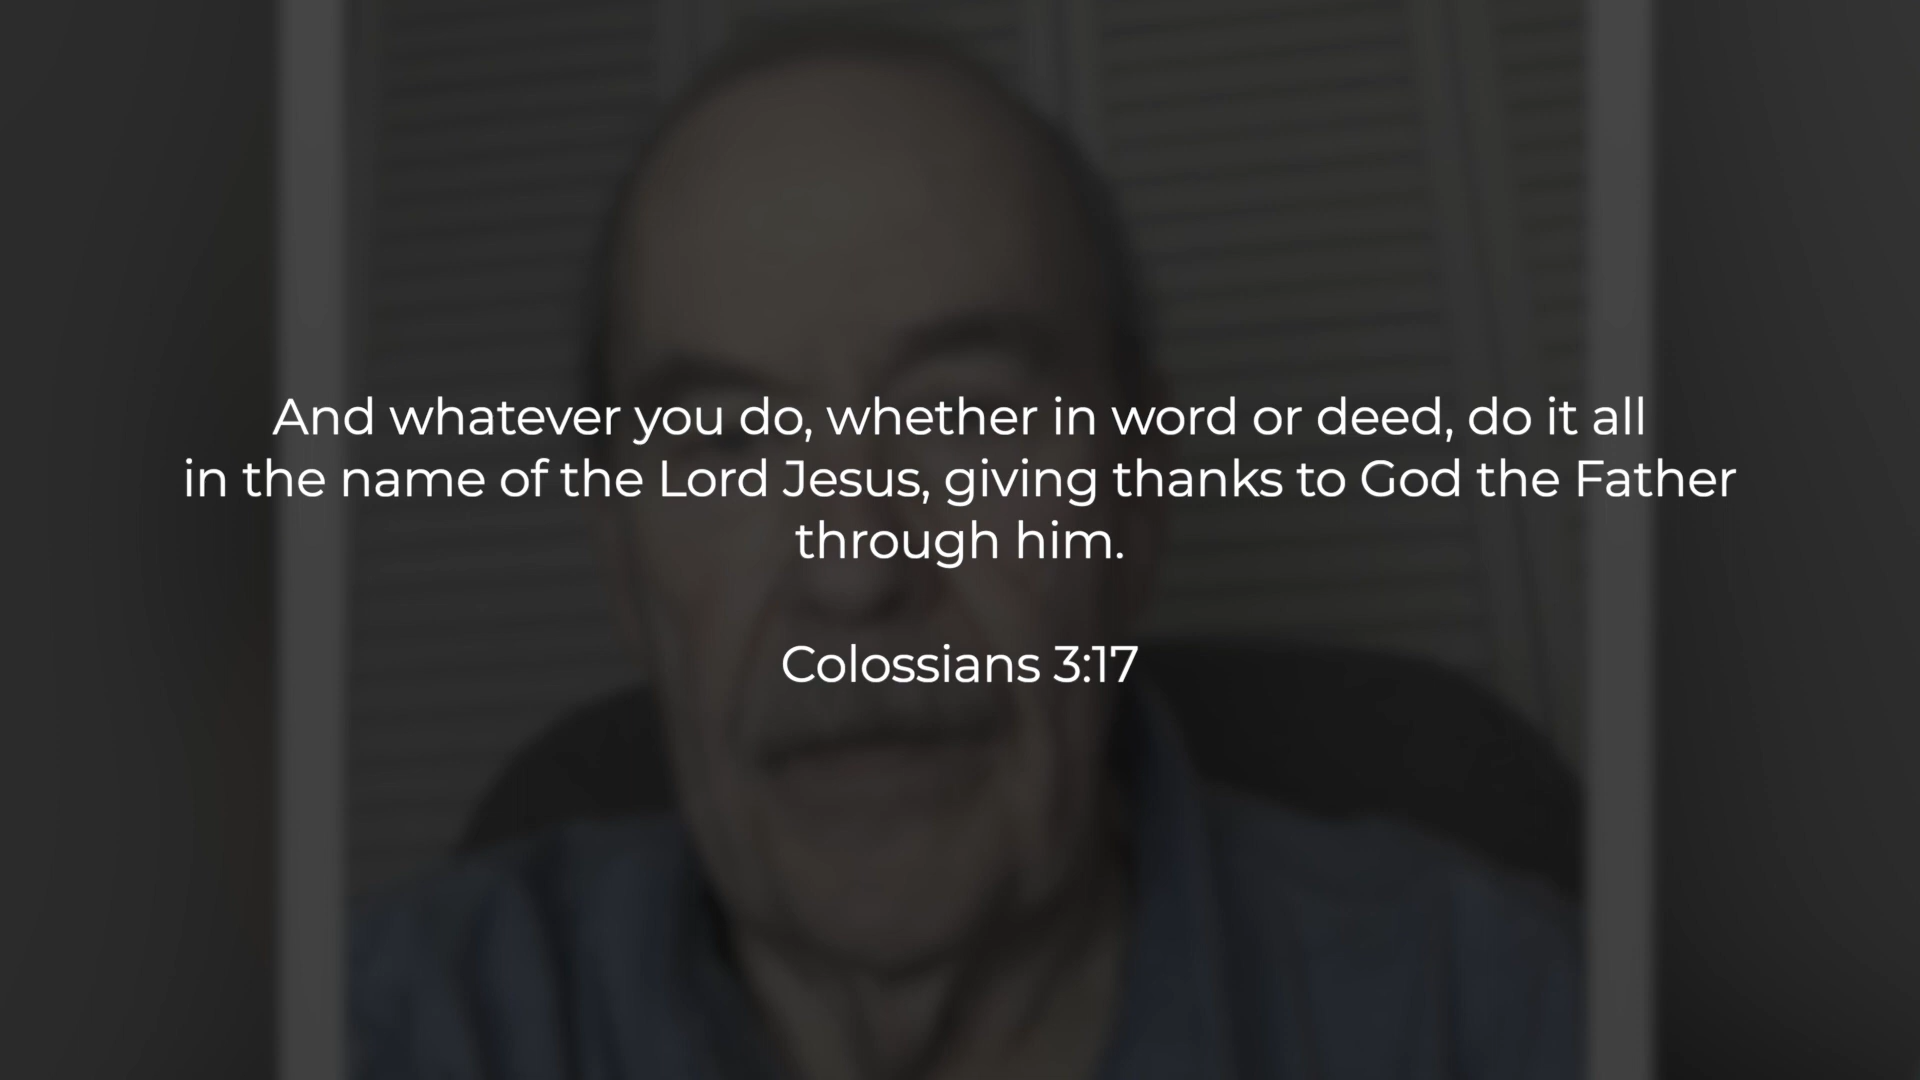 And whatever you do, whether in word or deed, do it all
in the name of the Lord Jesus, giving thanks to God the Father
through him.
Colossians 3:17